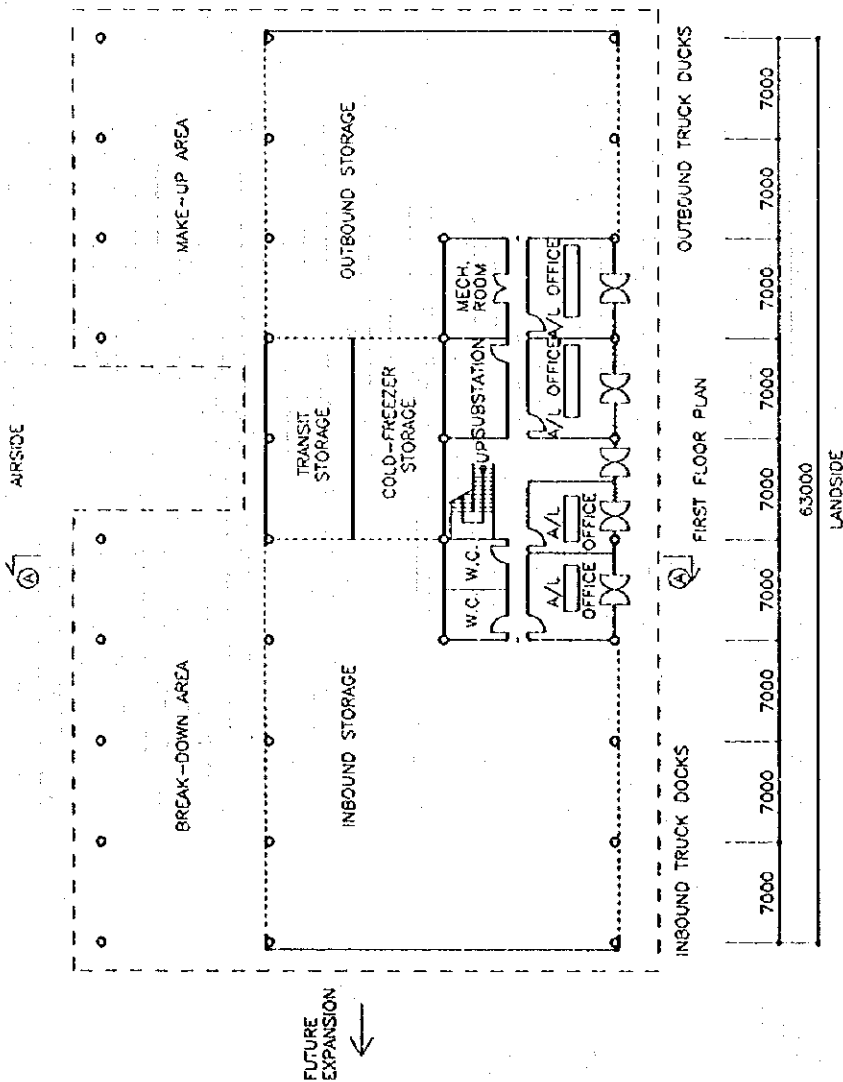 AIRSIDE
A
BREAK-DOWN AREA
MAKE-UP AREA
FUTURE
EXPANSION
INBOUND STORAGE
TRANSIT
STORAGE
COLD-FREEZER
STORAGE
OUTBOUND STORAGE
W.C.
W.C.
UP
SUBSTATION
MECH.
ROOM
A/L
OFFICE
A/L
OFFICE
A/L OFFICE
A/L OFFICE
A
INBOUND TRUCK DOCKS
FIRST FLOOR PLAN
OUTBOUND TRUCK DUCKS
7000
7000
7000
7000
7000
7000
7000
7000
7000
63000
LANDSIDE